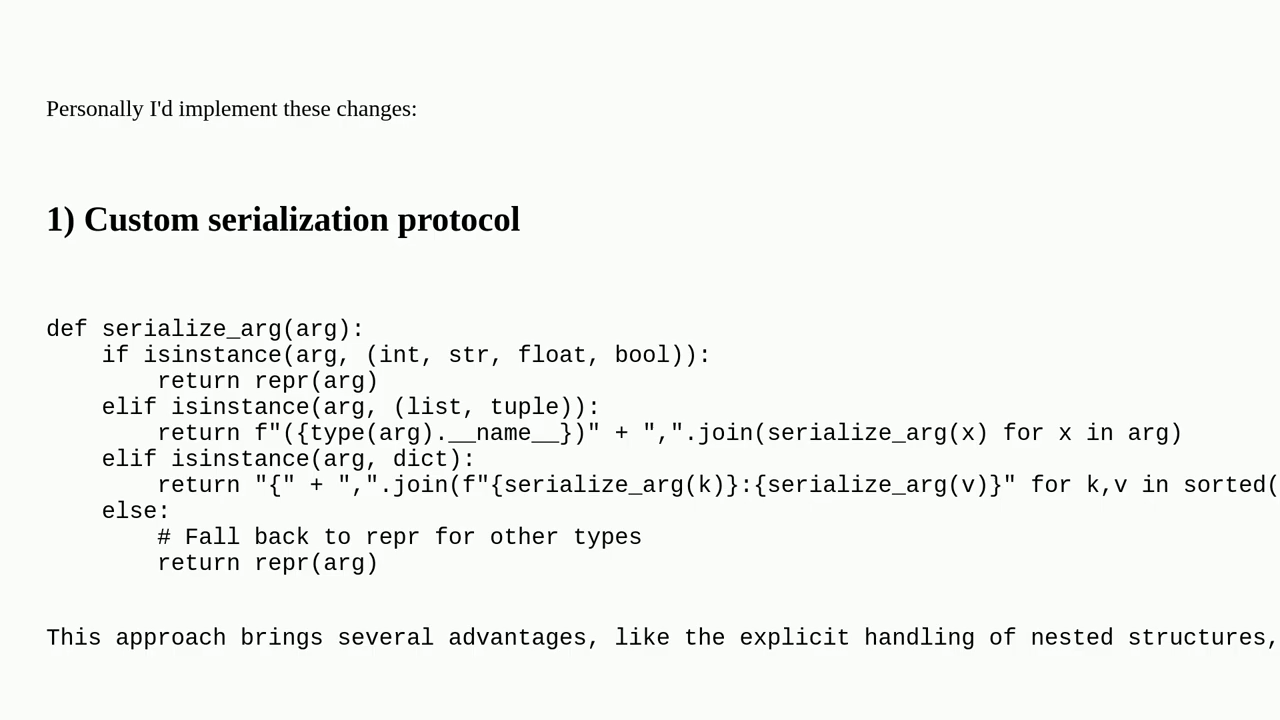 Personally I'd implement these changes:
1) Custom serialization protocol
def serialize_arg(arg):
    if isinstance(arg, (int, str, float, bool)):
        return repr(arg)
    elif isinstance(arg, (list, tuple)):
        return f"({type(arg).__name__})" + ",".join(serialize_arg(x) for x in arg)
    elif isinstance(arg, dict):
        return "{" + ",".join(f"{serialize_arg(k)}:{serialize_arg(v)}" for k,v in sorted(
    else:
        # Fall back to repr for other types
        return repr(arg)
This approach brings several advantages, like the explicit handling of nested structures,